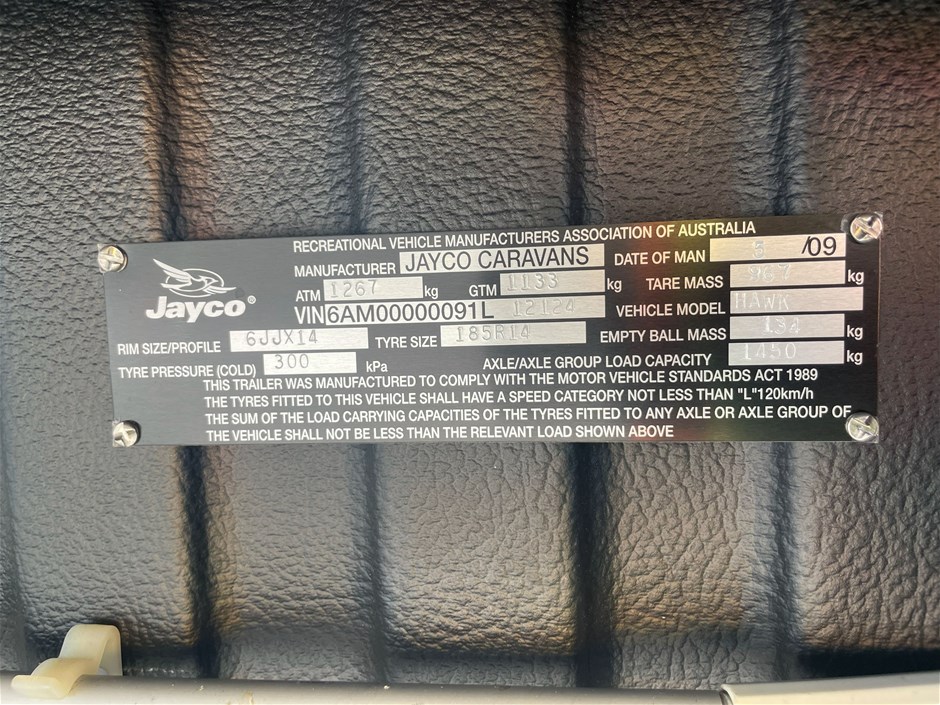 RECREATIONAL VEHICLE MANUFACTURERS ASSOCIATION OF AUSTRALIA
Jayco®
MANUFACTURER JAYCO CARAVANS DATE OF MAN 3 /09
ATM 1267 kg GTM 1133 kg TARE MASS 967 kg
VIN 6AM00000091L 12124 VEHICLE MODEL HAWK
RIM SIZE/PROFILE 6JJX14 TYRE SIZE 185R14 EMPTY BALL MASS 134 kg
TYRE PRESSURE (COLD) 300 kPa AXLE/AXLE GROUP LOAD CAPACITY 1450 kg
THIS TRAILER WAS MANUFACTURED TO COMPLY WITH THE MOTOR VEHICLE STANDARDS ACT 1989
THE TYRES FITTED TO THIS VEHICLE SHALL HAVE A SPEED CATEGORY NOT LESS THAN "L"120km/h
THE SUM OF THE LOAD CARRYING CAPACITIES OF THE TYRES FITTED TO ANY AXLE OR AXLE GROUP OF
THE VEHICLE SHALL NOT BE LESS THAN THE RELEVANT LOAD SHOWN ABOVE